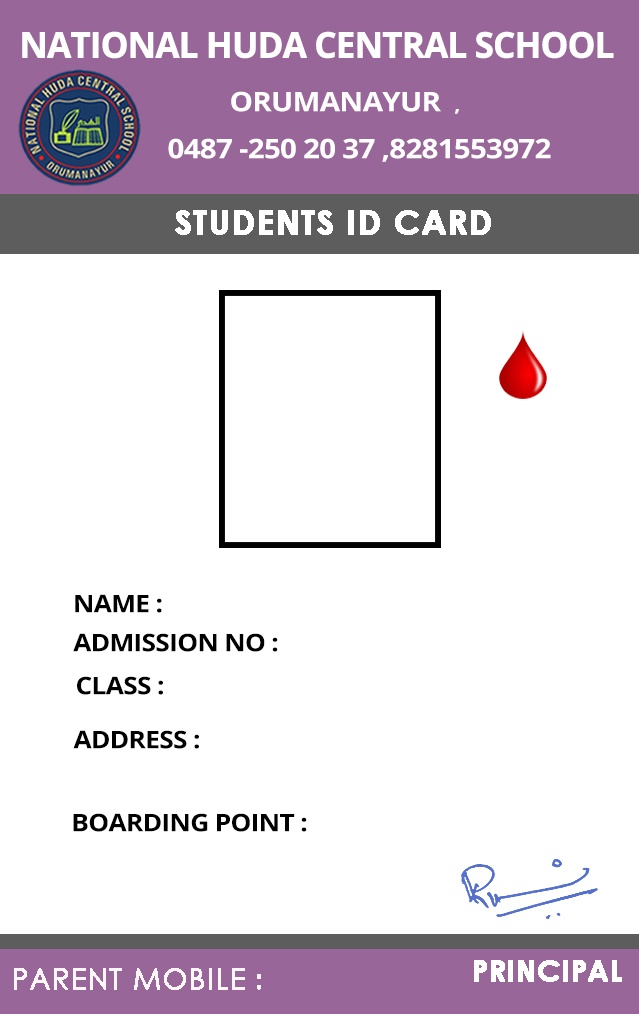 NATIONAL HUDA CENTRAL SCHOOL
NATIONAL HUDA CENTRAL SCHOOL
ORUMANAYUR
ORUMANAYUR ,
0487 -250 20 37 ,8281553972
STUDENTS ID CARD
NAME :
ADMISSION NO :
CLASS :
ADDRESS :
BOARDING POINT :
PARENT MOBILE :
PRINCIPAL